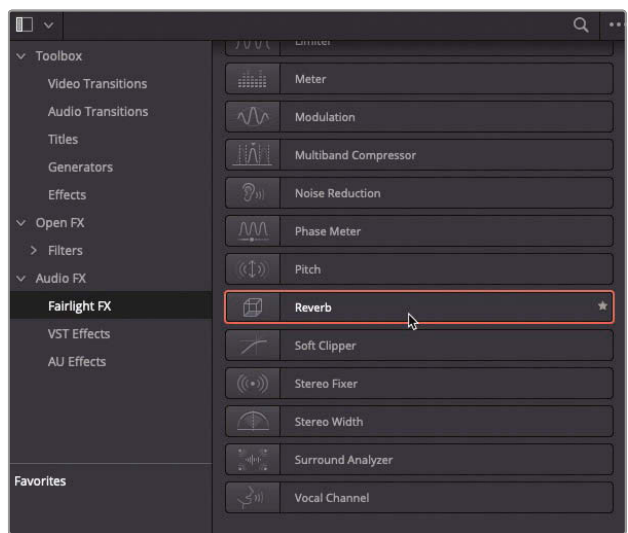 Toolbox
Video Transitions
Audio Transitions
Titles
Generators
Effects
Open FX
Filters
Audio FX
Fairlight FX
VST Effects
AU Effects
Favorites
Limiter
Meter
Modulation
Multiband Compressor
Noise Reduction
Phase Meter
Pitch
Reverb
Soft Clipper
Stereo Fixer
Stereo Width
Surround Analyzer
Vocal Channel